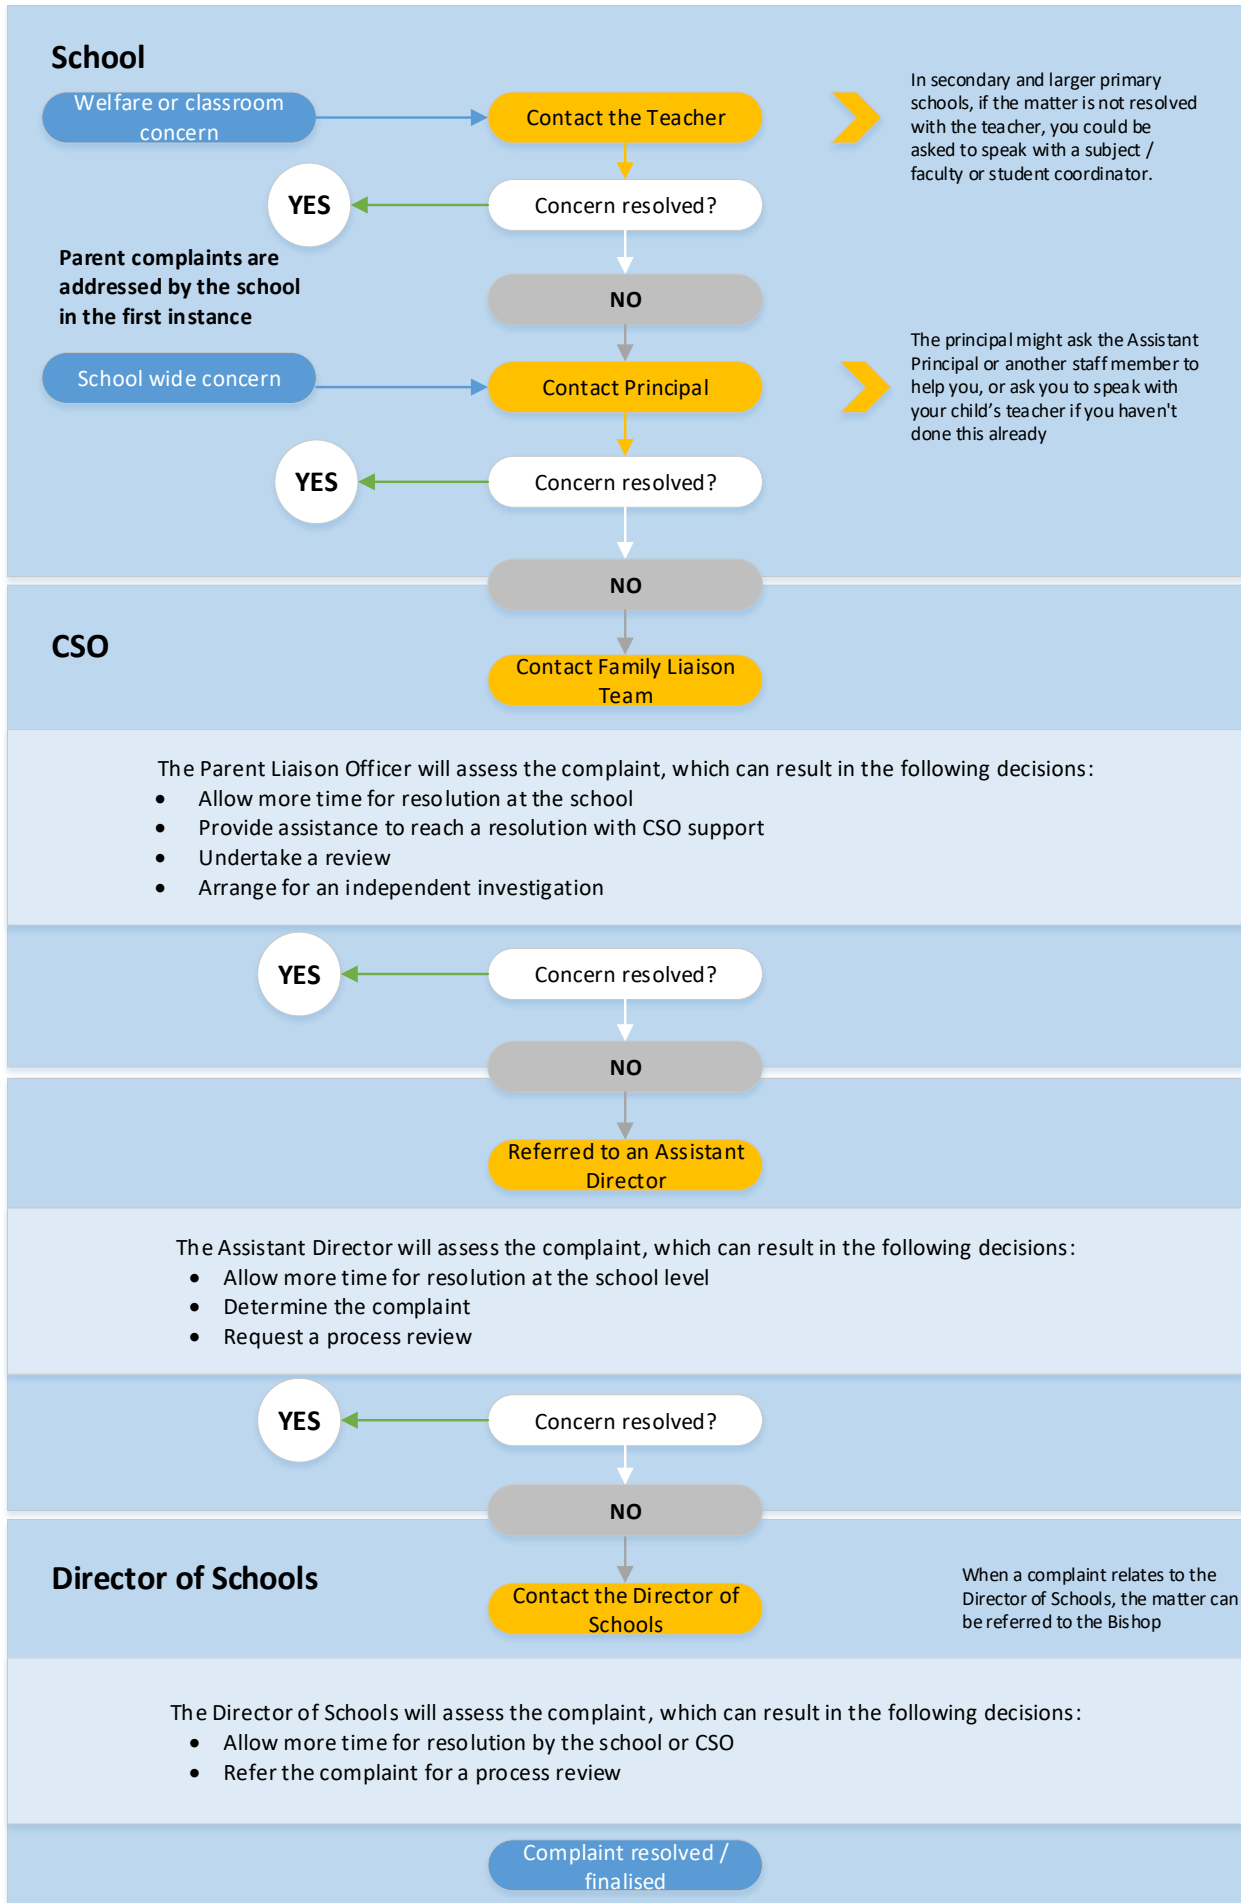 School
Welfare or classroom
concern
Contact the Teacher
In secondary and larger primary
schools, if the matter is not resolved
with the teacher, you could be
asked to speak with a subject /
faculty or student coordinator.
YES
Concern resolved?
Parent complaints are
addressed by the school
in the first instance
NO
School wide concern
Contact Principal
The principal might ask the Assistant
Principal or another staff member to
help you, or ask you to speak with
your child’s teacher if you haven't
done this already
YES
Concern resolved?
NO
CSO
Contact Family Liaison
Team
The Parent Liaison Officer will assess the complaint, which can result in the following decisions:
• Allow more time for resolution at the school
• Provide assistance to reach a resolution with CSO support
• Undertake a review
• Arrange for an independent investigation
YES
Concern resolved?
NO
Referred to an Assistant
Director
The Assistant Director will assess the complaint, which can result in the following decisions:
• Allow more time for resolution at the school level
• Determine the complaint
• Request a process review
YES
Concern resolved?
NO
Director of Schools
Contact the Director of
Schools
When a complaint relates to the
Director of Schools, the matter can
be referred to the Bishop
The Director of Schools will assess the complaint, which can result in the following decisions:
• Allow more time for resolution by the school or CSO
• Refer the complaint for a process review
Complaint resolved /
finalised